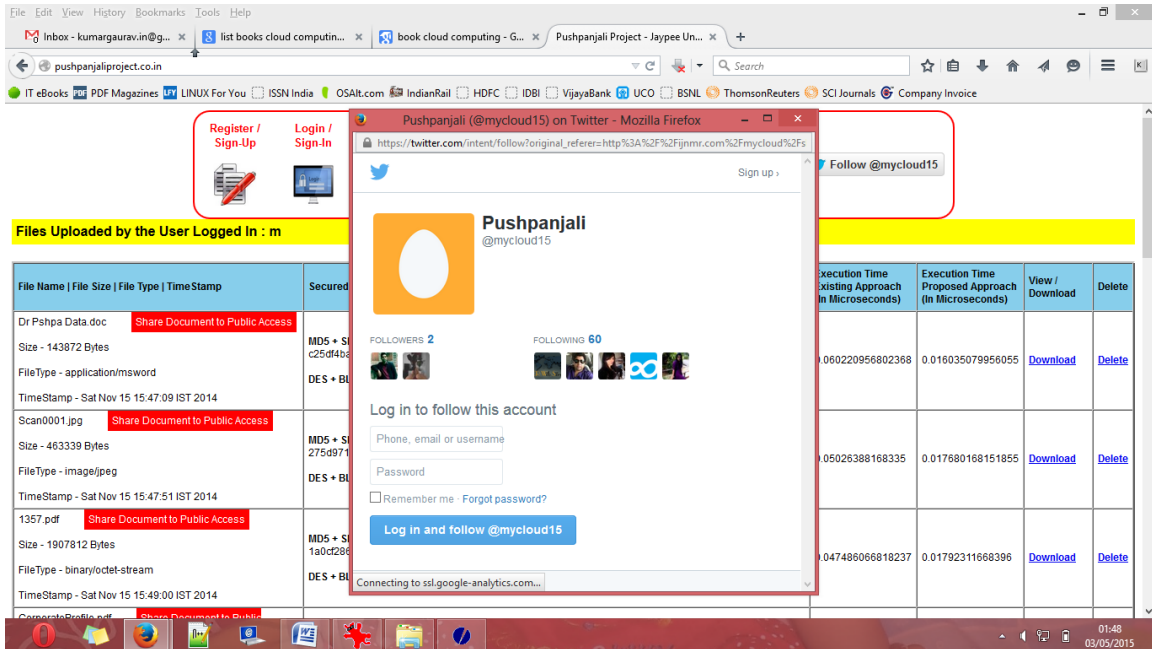 File Edit View History Bookmarks Tools Help
Inbox - kumargaurav.in@g... × list books cloud computin... × book cloud computing - G... × Pushpanjali Project - Jaypee Un... × +
pushpanjaliproject.co.in Search
IT eBooks PDF Magazines LINUX For You ISSN India OSAlt.com IndianRail HDFC IDBI VijayaBank UCO BSNL ThomsonReuters SCI Journals Company Invoice
Register / Sign-Up
Login / Sign-In
Follow @mycloud15
Files Uploaded by the User Logged In : m
File Name | File Size | File Type | TimeStamp
Secured
Execution Time Existing Approach (In Microseconds)
Execution Time Proposed Approach (In Microseconds)
View / Download
Delete
Dr Pshpa Data.doc Share Document to Public Access
Size - 143872 Bytes
FileType - application/msword
TimeStamp - Sat Nov 15 15:47:09 IST 2014
MD5 + S
c25df4ba
DES + BL
0.060220956802368 0.016035079956055 Download Delete
Scan0001.jpg Share Document to Public Access
Size - 463339 Bytes
FileType - image/jpeg
TimeStamp - Sat Nov 15 15:47:51 IST 2014
MD5 + S
275d971
DES + BL
0.05026388168335 0.017680168151855 Download Delete
1357.pdf Share Document to Public Access
Size - 1907812 Bytes
FileType - binary/octet-stream
TimeStamp - Sat Nov 15 15:49:00 IST 2014
MD5 + S
1a0cf286
DES + BL
0.047486066818237 0.01792311668396 Download Delete
CorporateProfile.pdf Share Document to Public
Pushpanjali (@mycloud15) on Twitter - Mozilla Firefox
https://twitter.com/intent/follow?original_referer=http%3A%2F%2Fijnmr.com%2Fmycloud%2Fs
Sign up ›
Pushpanjali
@mycloud15
FOLLOWERS 2 FOLLOWING 60
Log in to follow this account
Phone, email or username
Password
Remember me · Forgot password?
Log in and follow @mycloud15
Connecting to ssl.google-analytics.com...
01:48
03/05/2015